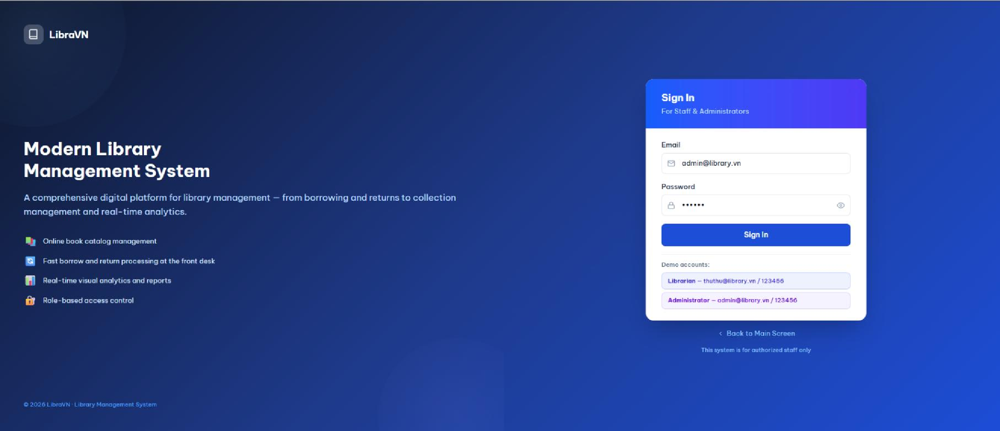 LibraVN
Modern Library
Management System
A comprehensive digital platform for library management — from borrowing and returns to collection
management and real-time analytics.
Online book catalog management
Fast borrow and return processing at the front desk
Real-time visual analytics and reports
Role-based access control
© 2026 LibraVN · Library Management System
Sign In
For Staff & Administrators
Email
admin@library.vn
Password
••••••
Sign In
Demo accounts:
Librarian — thuthu@library.vn / 123456
Administrator — admin@library.vn / 123456
‹ Back to Main Screen
This system is for authorized staff only